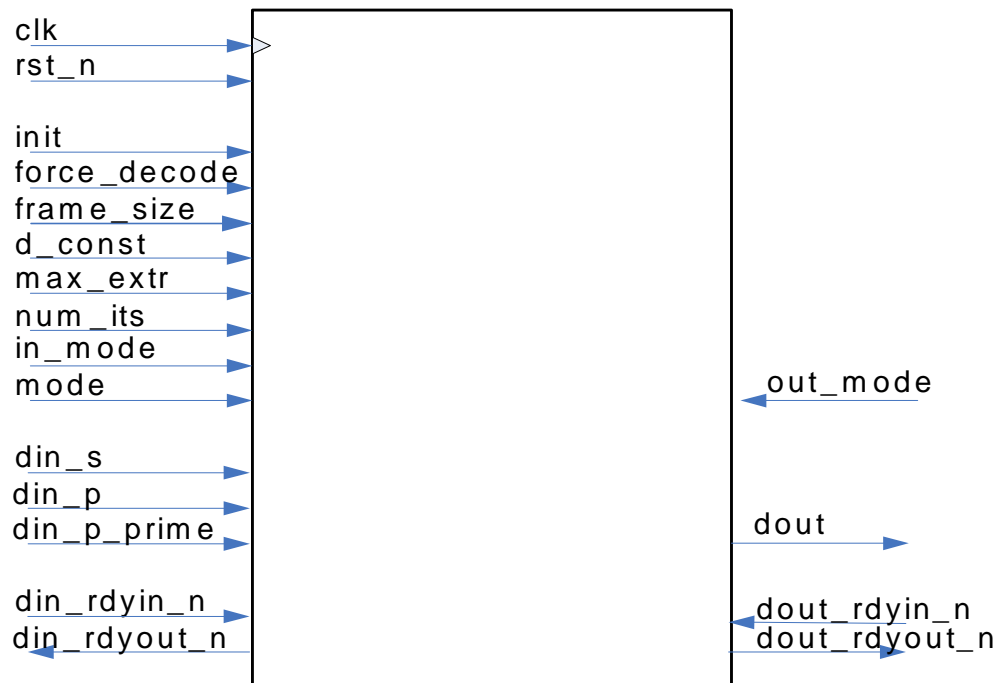 clk
rst_n
init
force_decode
frame_size
d_const
max_extr
num_its
in_mode
mode
out_mode
din_s
din_p
din_p_prime
dout
din_rdyin_n
dout_rdyin_n
din_rdyout_n
dout_rdyout_n